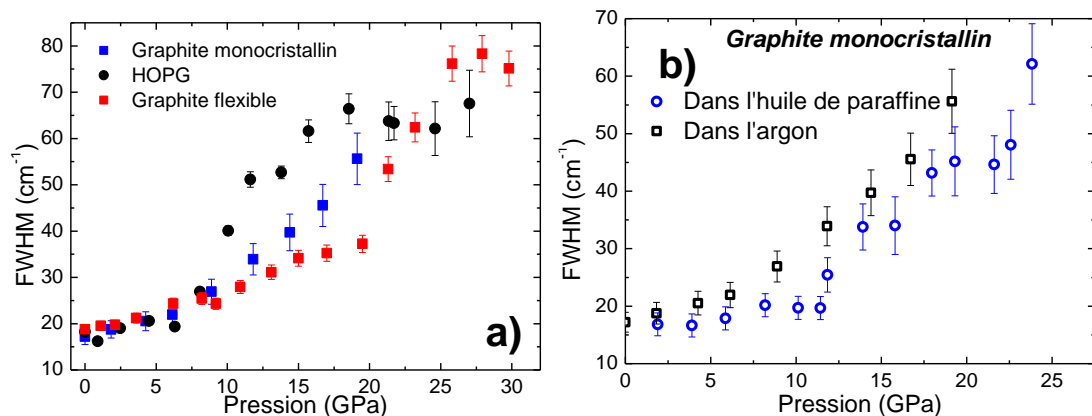 a)
Graphite monocristallin
HOPG
Graphite flexible
FWHM (cm-1)
80
70
60
50
40
30
20
10
0 5 10 15 20 25 30
Pression (GPa)
b)
Graphite monocristallin
Dans l'huile de paraffine
Dans l'argon
FWHM (cm-1)
70
60
50
40
30
20
10
0 5 10 15 20 25
Pression (GPa)